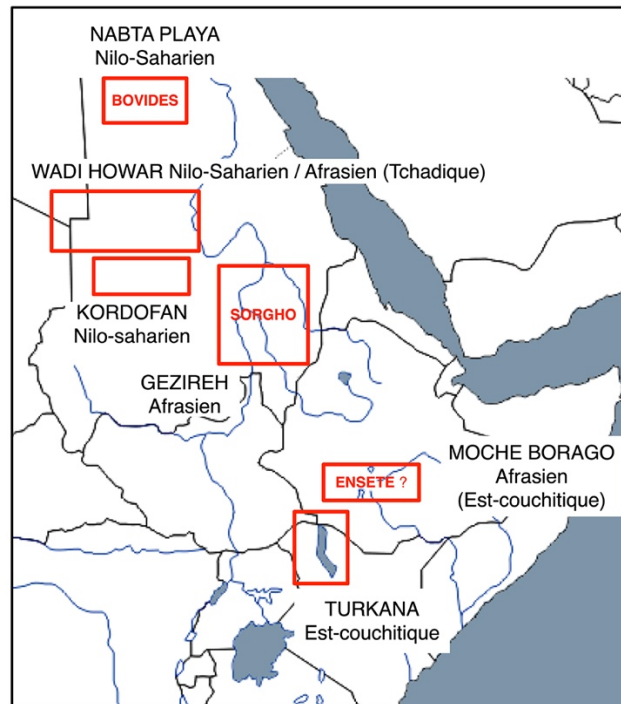 NABTA PLAYA
Nilo-Saharien
BOVIDES
WADI HOWAR Nilo-Saharien / Afrasien (Tchadique)
KORDOFAN
Nilo-saharien
SORGHO
GEZIREH
Afrasien
MOCHE BORAGO
Afrasien
(Est-couchitique)
ENSETE ?
TURKANA
Est-couchitique